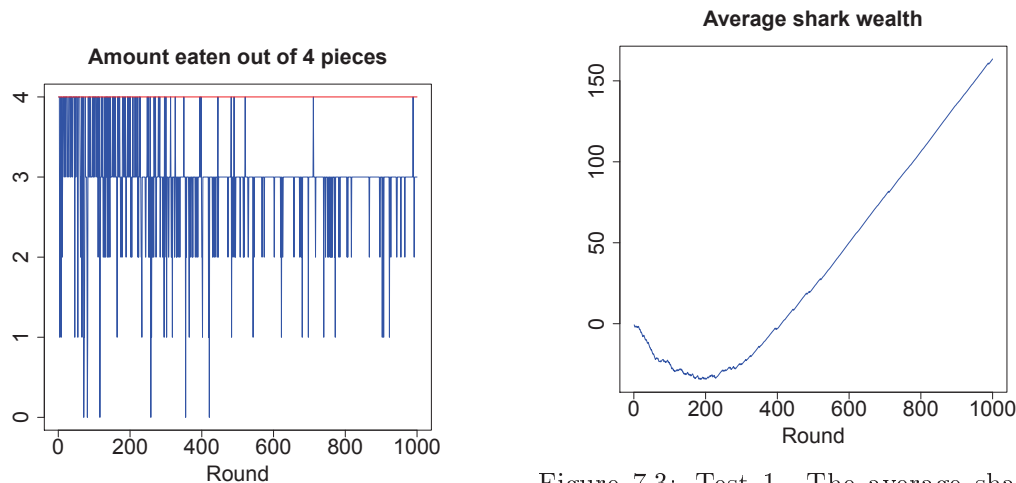 Amount eaten out of 4 pieces
4
3
2
1
0
0 200 400 600 800 1000
Round
Average shark wealth
150
100
50
0
0 200 400 600 800 1000
Round
Figure 7.3: Test 1. The average sha